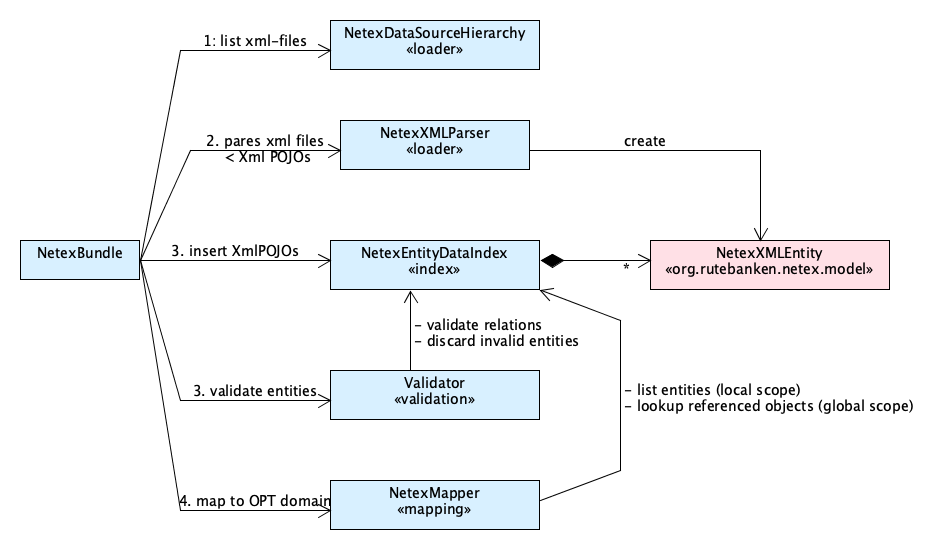 NetexDataSourceHierarchy
«loader»
1: list xml-files
NetexXMLParser
«loader»
2. pares xml files
< Xml POJOs
create
NetexBundle
3. insert XmlPOJOs
NetexEntityDataIndex
«index»
*
NetexXMLEntity
«org.rutebanken.netex.model»
- validate relations
- discard invalid entities
3. validate entities
Validator
«validation»
- list entities (local scope)
- lookup referenced objects (global scope)
4. map to OPT domain
NetexMapper
«mapping»